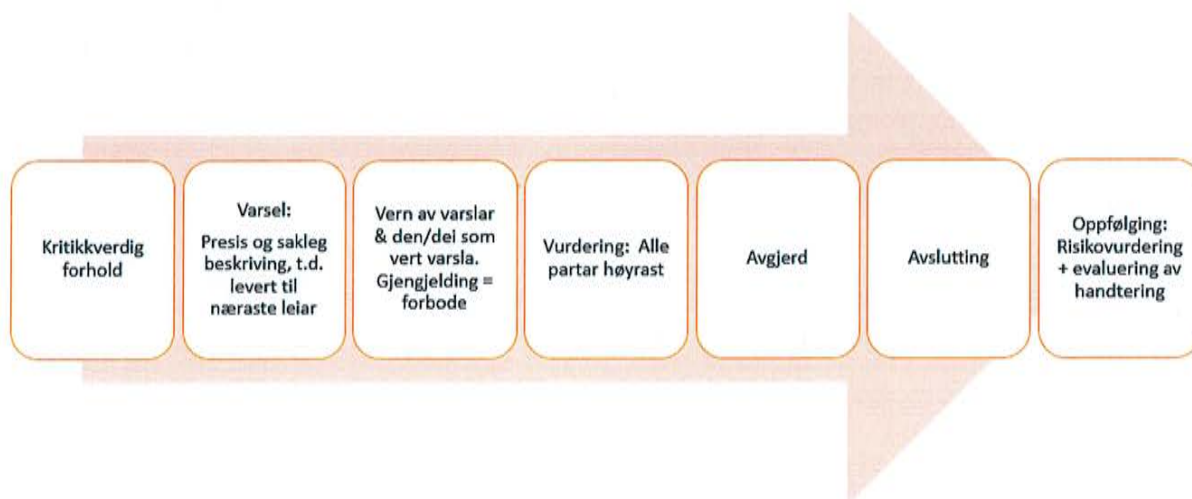 Kritikkverdig
forhold
Varsel:
Presis og sakleg
beskriving, t.d.
levert til
næraste leiar
Vern av varslar
& den/dei som
vert varsla.
Gjengjelding =
forbode
Vurdering: Alle
partar høyrast
Avgjerd
Avslutting
Oppfølging:
Risikovurdering
+ evaluering av
handtering